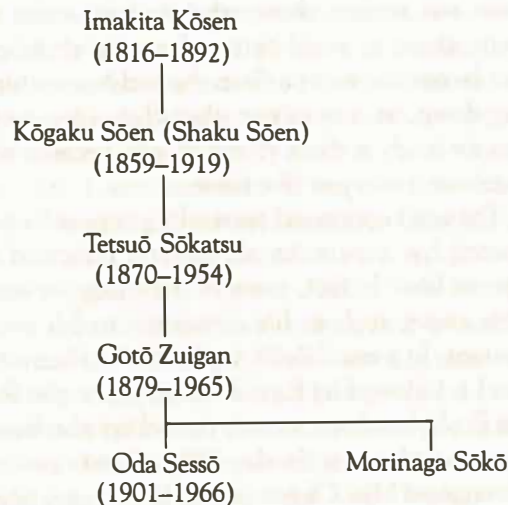 Imakita Kōsen
(1816–1892)
Kōgaku Sōen (Shaku Sōen)
(1859–1919)
Tetsuō Sōkatsu
(1870–1954)
Gotō Zuigan
(1879–1965)
Oda Sessō
(1901–1966)
Morinaga Sōkō